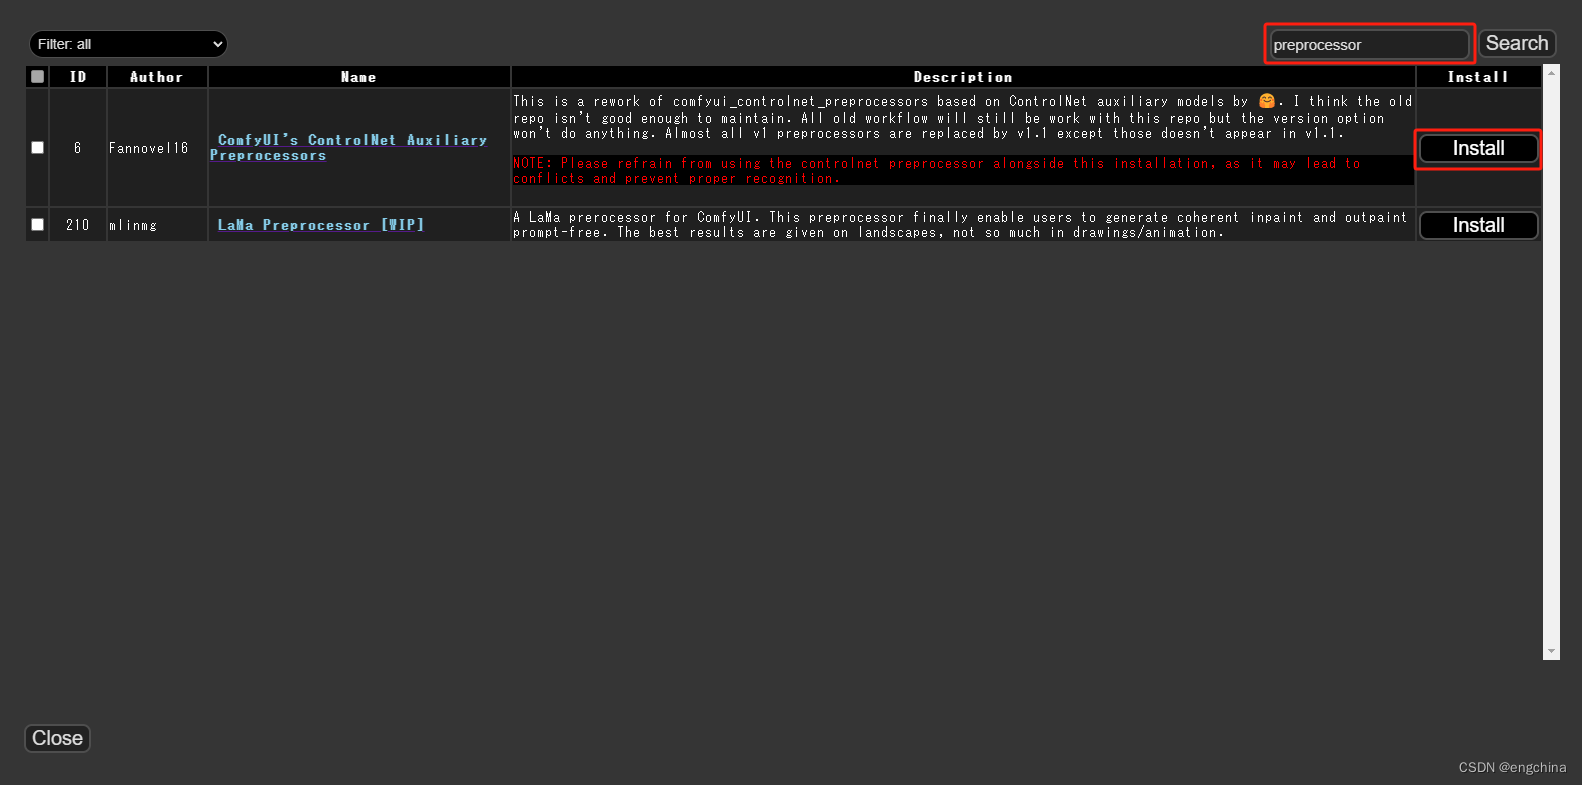 Filter: all
preprocessor
Search
ID Author Name Description Install
6 Fannovel16 ComfyUI's ControlNet Auxiliary
Preprocessors
This is a rework of comfyui_controlnet_preprocessors based on ControlNet auxiliary models by 🤗. I think the old
repo isn't good enough to maintain. All old workflow will still be work with this repo but the version option
won't do anything. Almost all v1 preprocessors are replaced by v1.1 except those doesn't appear in v1.1.
NOTE: Please refrain from using the controlnet preprocessor alongside this installation, as it may lead to
conflicts and prevent proper recognition.
Install
210 mlinmg LaMa Preprocessor [WIP]
A LaMa prerocessor for ComfyUI. This preprocessor finally enable users to generate coherent inpaint and outpaint
prompt-free. The best results are given on landscapes, not so much in drawings/animation.
Install
Close
CSDN @engchina